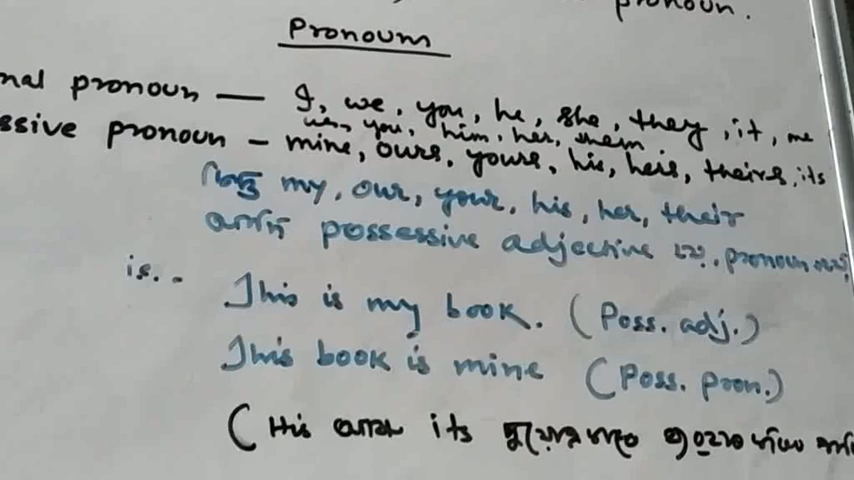 pronoun.
Pronoum
nal pronoun — I, we, you, he, she, they, it, me
you, him, her, them
ssive pronoun - mine, ours, yours, his, hers, theirs, its
my, our, your, his, her, their
possessive adjective pronoun
is..
This is my book. (Poss. adj.)
This book is mine (Poss. pron.)
(His its